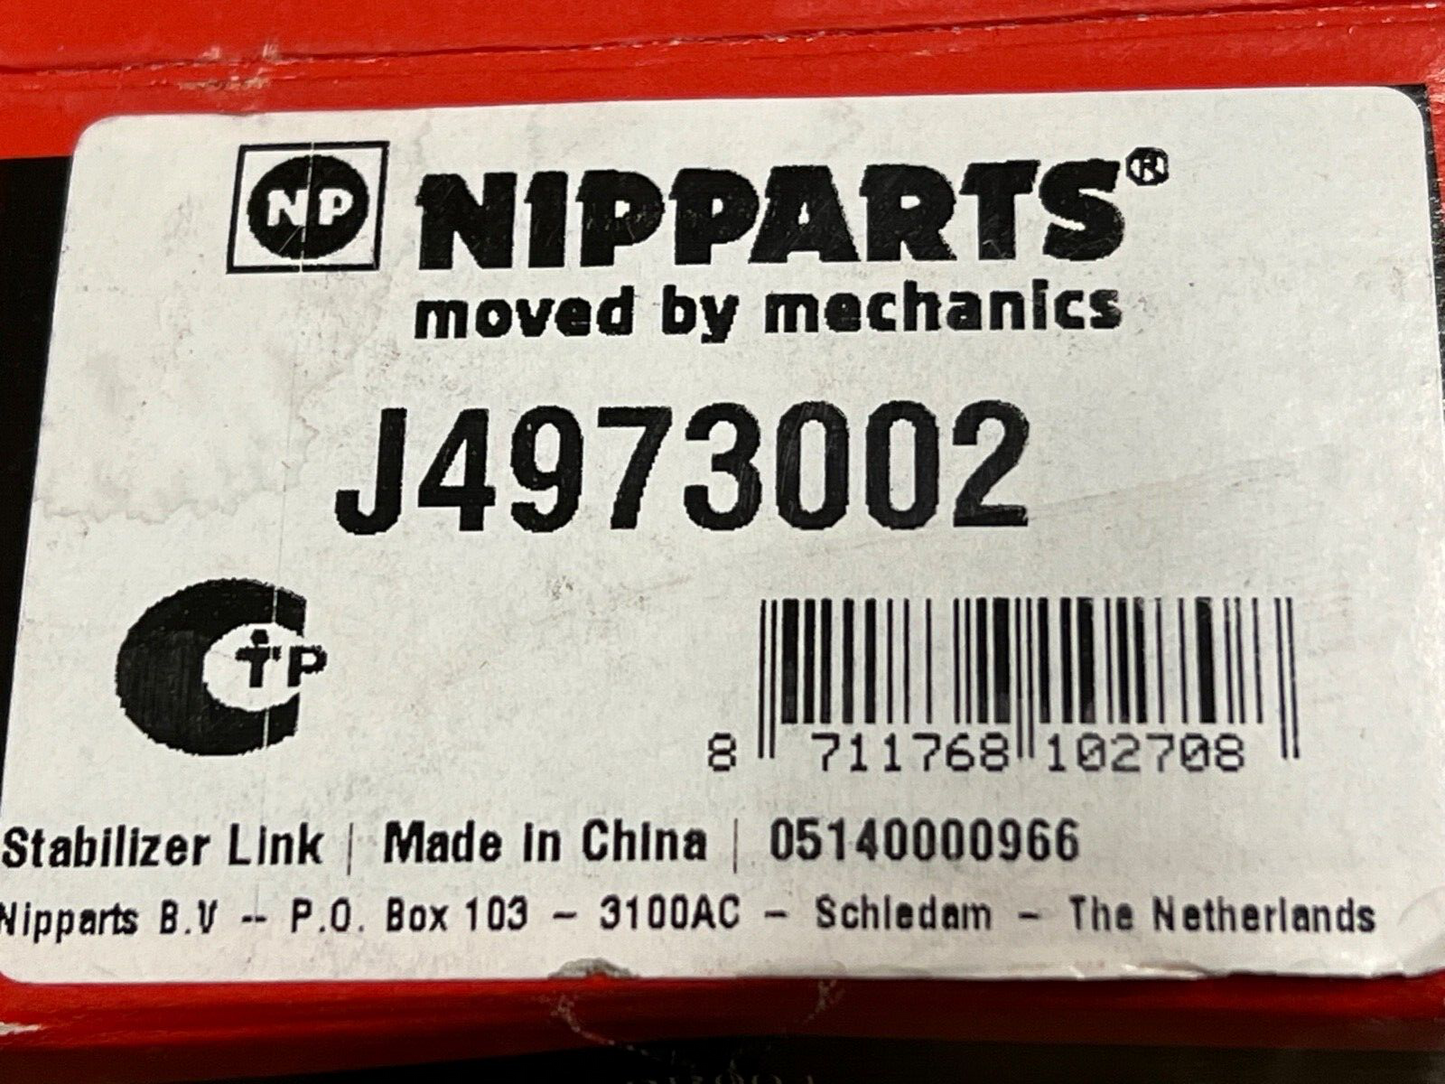 NP NIPPARTS®
moved by mechanics
J4973002
CTP
8 711768 102708
Stabilizer Link | Made in China | 05140000966
Nipparts B.V -- P.O. Box 103 - 3100AC - Schiedam - The Netherlands